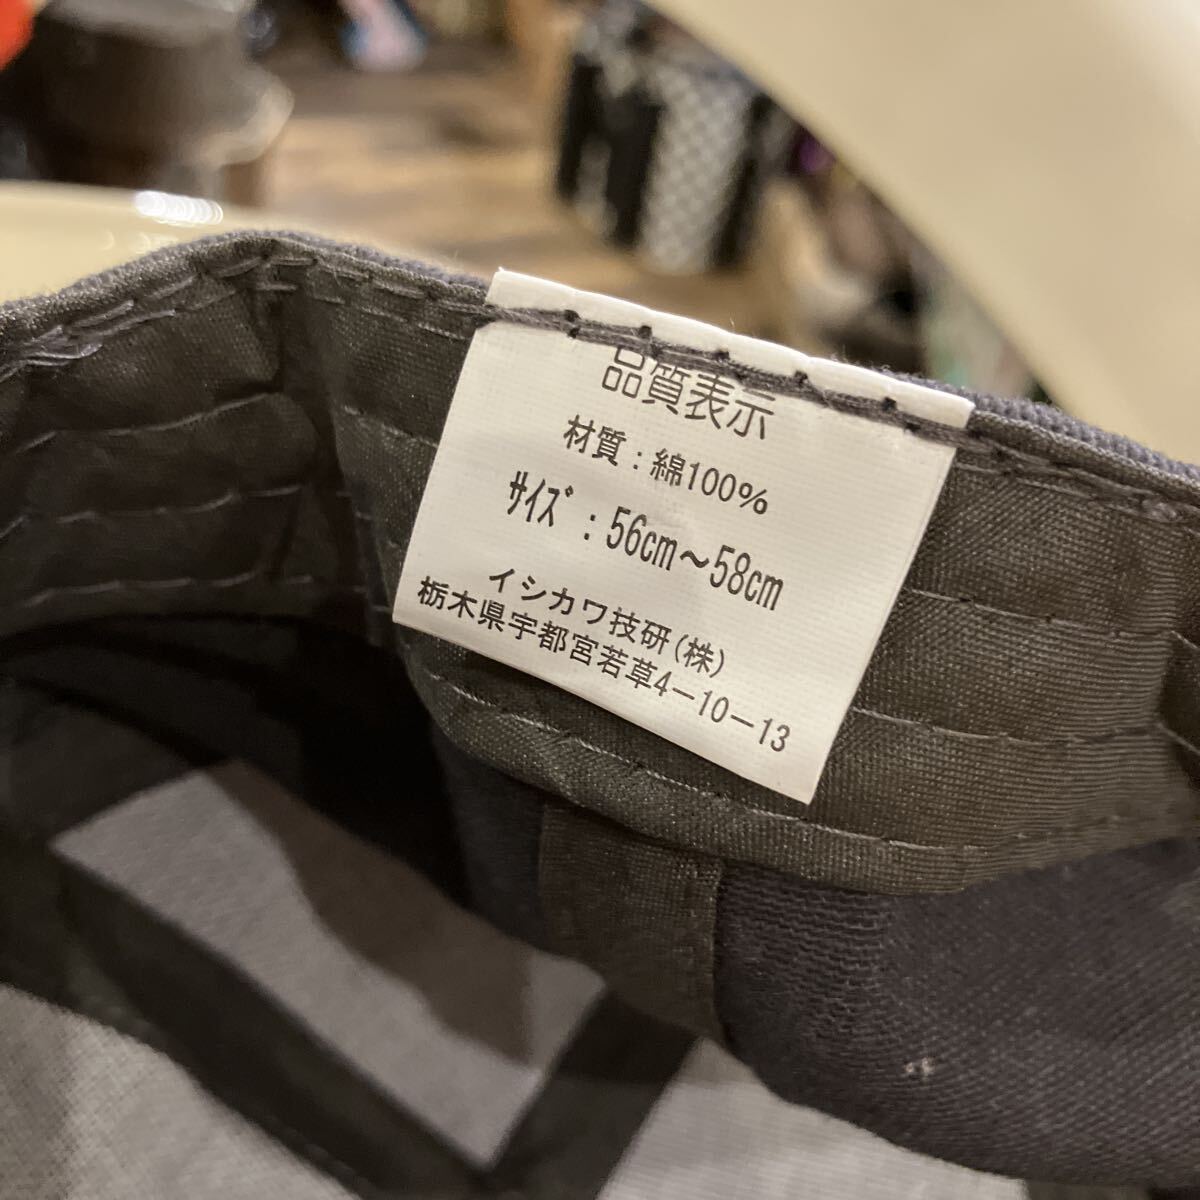 品質表示
材質：綿100%
サイズ：56cm～58cm
イシカワ技研(株)
栃木県宇都宮若草4－10－13